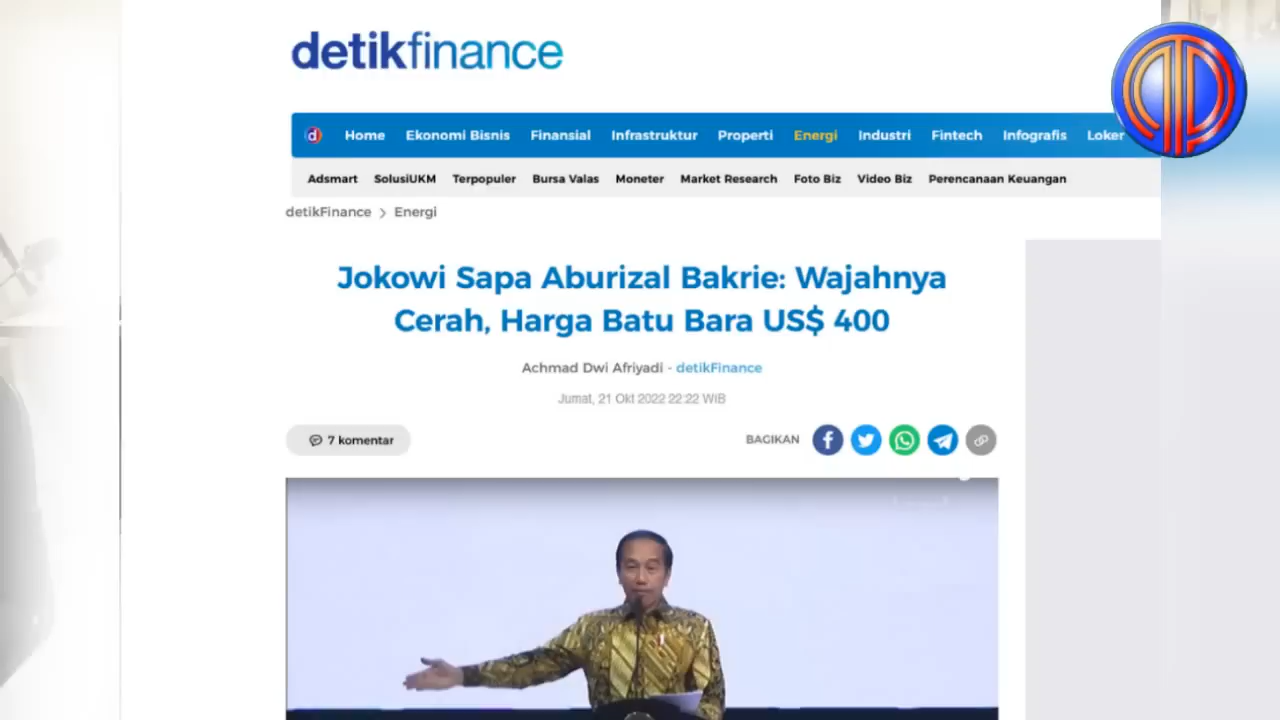 detikfinance
d Home Ekonomi Bisnis Finansial Infrastruktur Properti Energi Industri Fintech Infografis Loker
Adsmart SolusiUKM Terpopuler Bursa Valas Moneter Market Research Foto Biz Video Biz Perencanaan Keuangan
detikFinance > Energi
Jokowi Sapa Aburizal Bakrie: Wajahnya
Cerah, Harga Batu Bara US$ 400
Achmad Dwi Afriyadi - detikFinance
Jumat, 21 Okt 2022 22:22 WIB
7 komentar
BAGIKAN